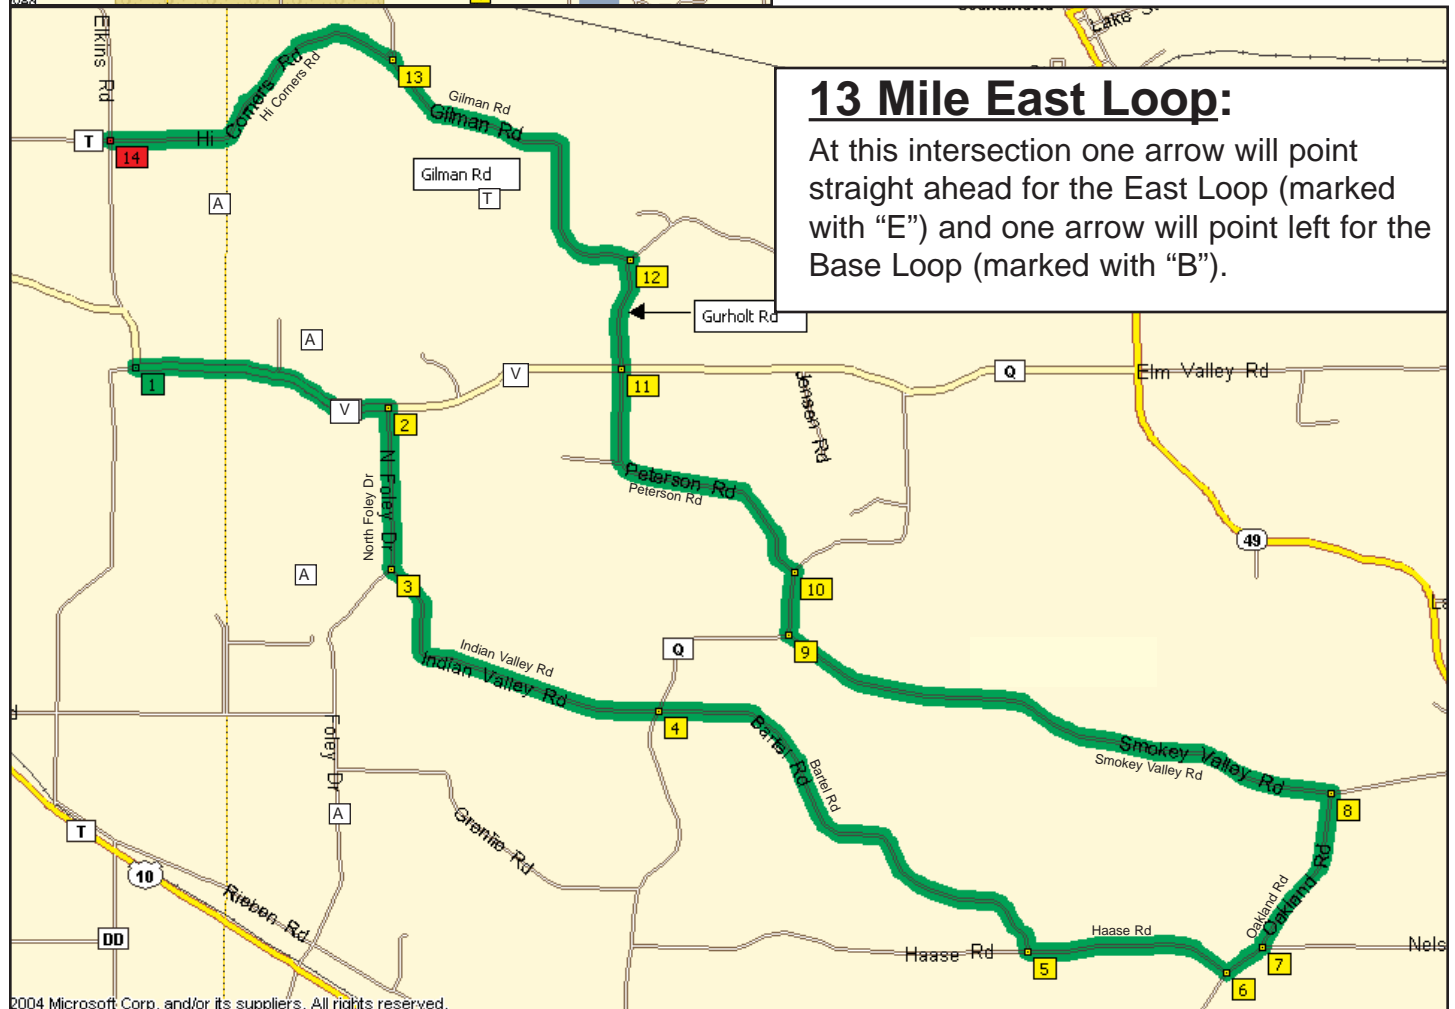 Elkins Rd
Lake
13 Mile East Loop:
At this intersection one arrow will point
straight ahead for the East Loop (marked
with “E”) and one arrow will point left for the
Base Loop (marked with “B”).
Hi Corners Rd
Hi Corners Rd
13
Gilman Rd
Gilman Rd
T
14
Gilman Rd
T
A
12
Gurholt Rd
A
V
Q
Elm Valley Rd
1
11
V
2
Jensen Rd
N Foley Dr
North Foley Dr
Peterson Rd
Peterson Rd
49
A
3
10
Indian Valley Rd
Indian Valley Rd
Q
9
4
Foley Dr
Bartel Rd
Bartel Rd
Smokey Valley Rd
Smokey Valley Rd
A
8
T
Grenlie Rd
10
Rieben Rd
Oakland Rd
Oakland Rd
DD
Haase Rd
Haase Rd
Nels
5
7
6
2004 Microsoft Corp. and/or its suppliers. All rights reserved.